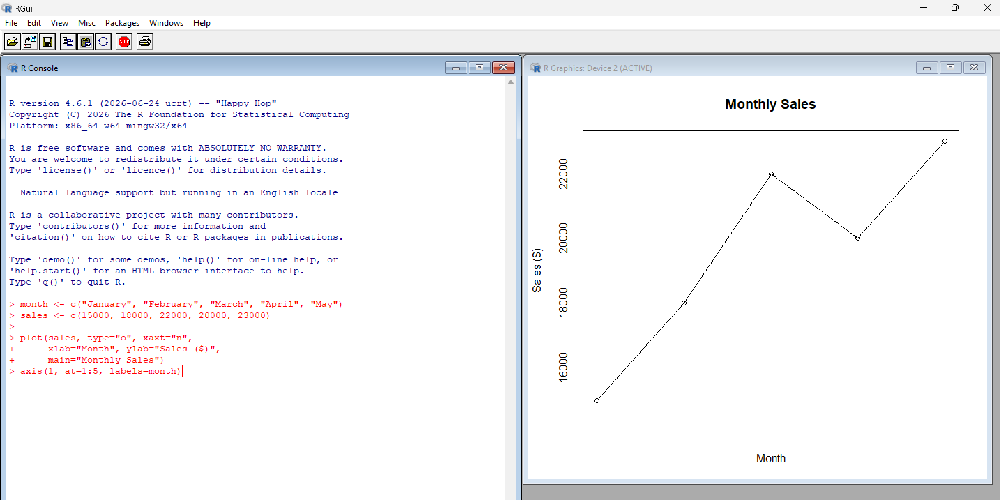 RGui
File Edit View Misc Packages Windows Help
STOP
R Console
R version 4.6.1 (2026-06-24 ucrt) -- "Happy Hop"
Copyright (C) 2026 The R Foundation for Statistical Computing
Platform: x86_64-w64-mingw32/x64
R is free software and comes with ABSOLUTELY NO WARRANTY.
You are welcome to redistribute it under certain conditions.
Type 'license()' or 'licence()' for distribution details.
Natural language support but running in an English locale
R is a collaborative project with many contributors.
Type 'contributors()' for more information and
'citation()' on how to cite R or R packages in publications.
Type 'demo()' for some demos, 'help()' for on-line help, or
'help.start()' for an HTML browser interface to help.
Type 'q()' to quit R.
> month <- c("January", "February", "March", "April", "May")
> sales <- c(15000, 18000, 22000, 20000, 23000)
>
> plot(sales, type="o", xaxt="n",
+      xlab="Month", ylab="Sales ($)",
+      main="Monthly Sales")
> axis(1, at=1:5, labels=month)
R Graphics: Device 2 (ACTIVE)
Monthly Sales
Sales ($)
22000
20000
18000
16000
Month